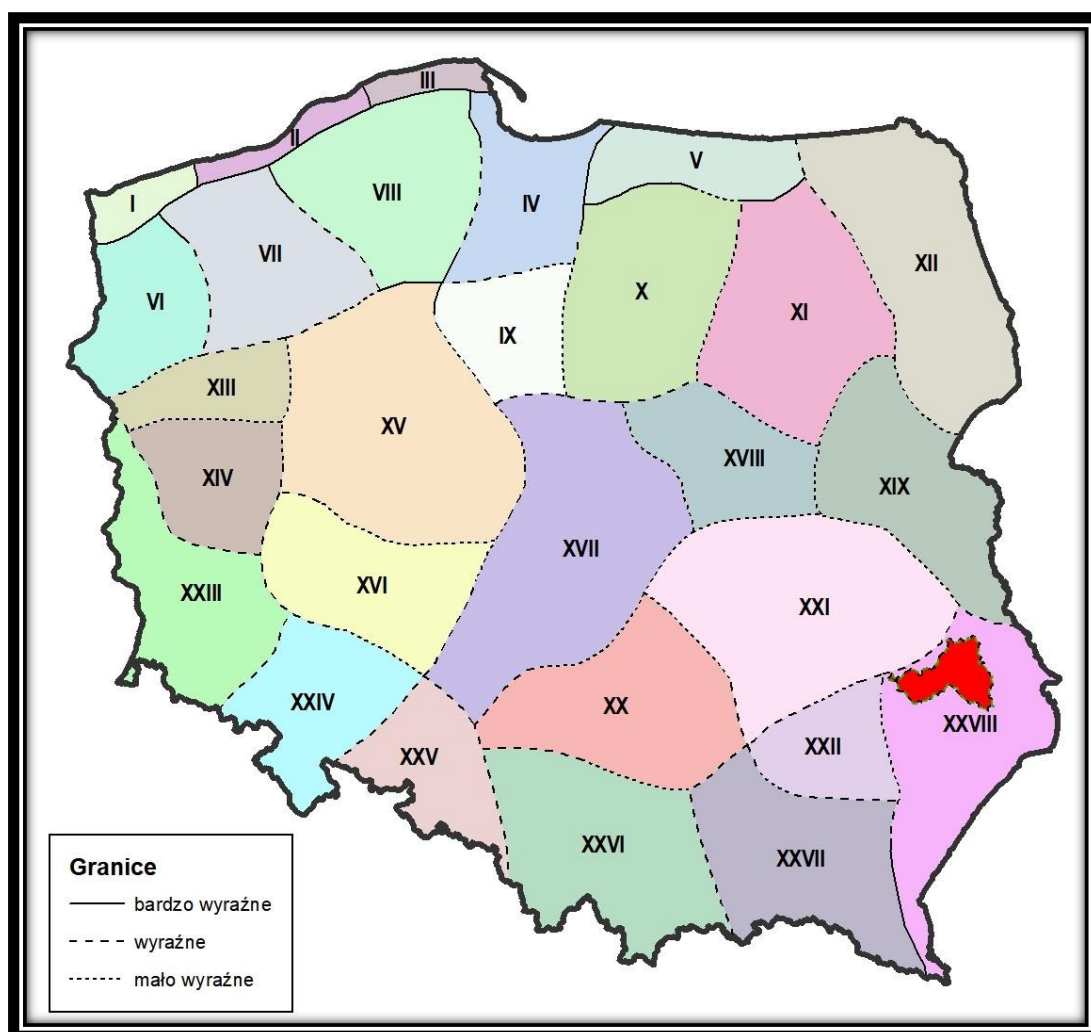 III
II
I
V
IV
VIII
VII
XII
VI
X
XI
IX
XIII
XV
XVIII
XIV
XIX
XVII
XVI
XXIII
XXI
XXIV
XX
XXVIII
XXII
XXV
XXVI
XXVII
Granice
bardzo wyraźne
wyraźne
mało wyraźne